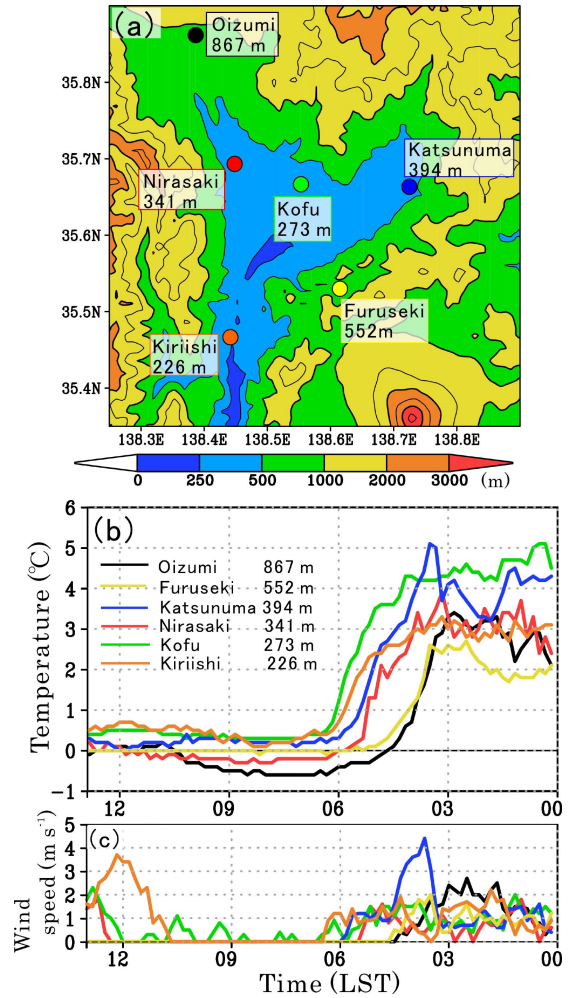 (a)
Oizumi
867 m
35.8N
35.7N
35.6N
35.5N
35.4N
Nirasaki
341 m
Katsunuma
394 m
Kofu
273 m
Furuseki
552m
Kiriishi
226 m
138.3E 138.4E 138.5E 138.6E 138.7E 138.8E
0 250 500 1000 2000 3000 (m)
(b)
Temperature (℃)
6
5
4
3
2
1
0
-1
Oizumi 867 m
Furuseki 552 m
Katsunuma 394 m
Nirasaki 341 m
Kofu 273 m
Kiriishi 226 m
12 09 06 03 00
(c)
Wind speed (m s⁻¹)
5
4
3
2
1
0
12 09 06 03 00
Time (LST)